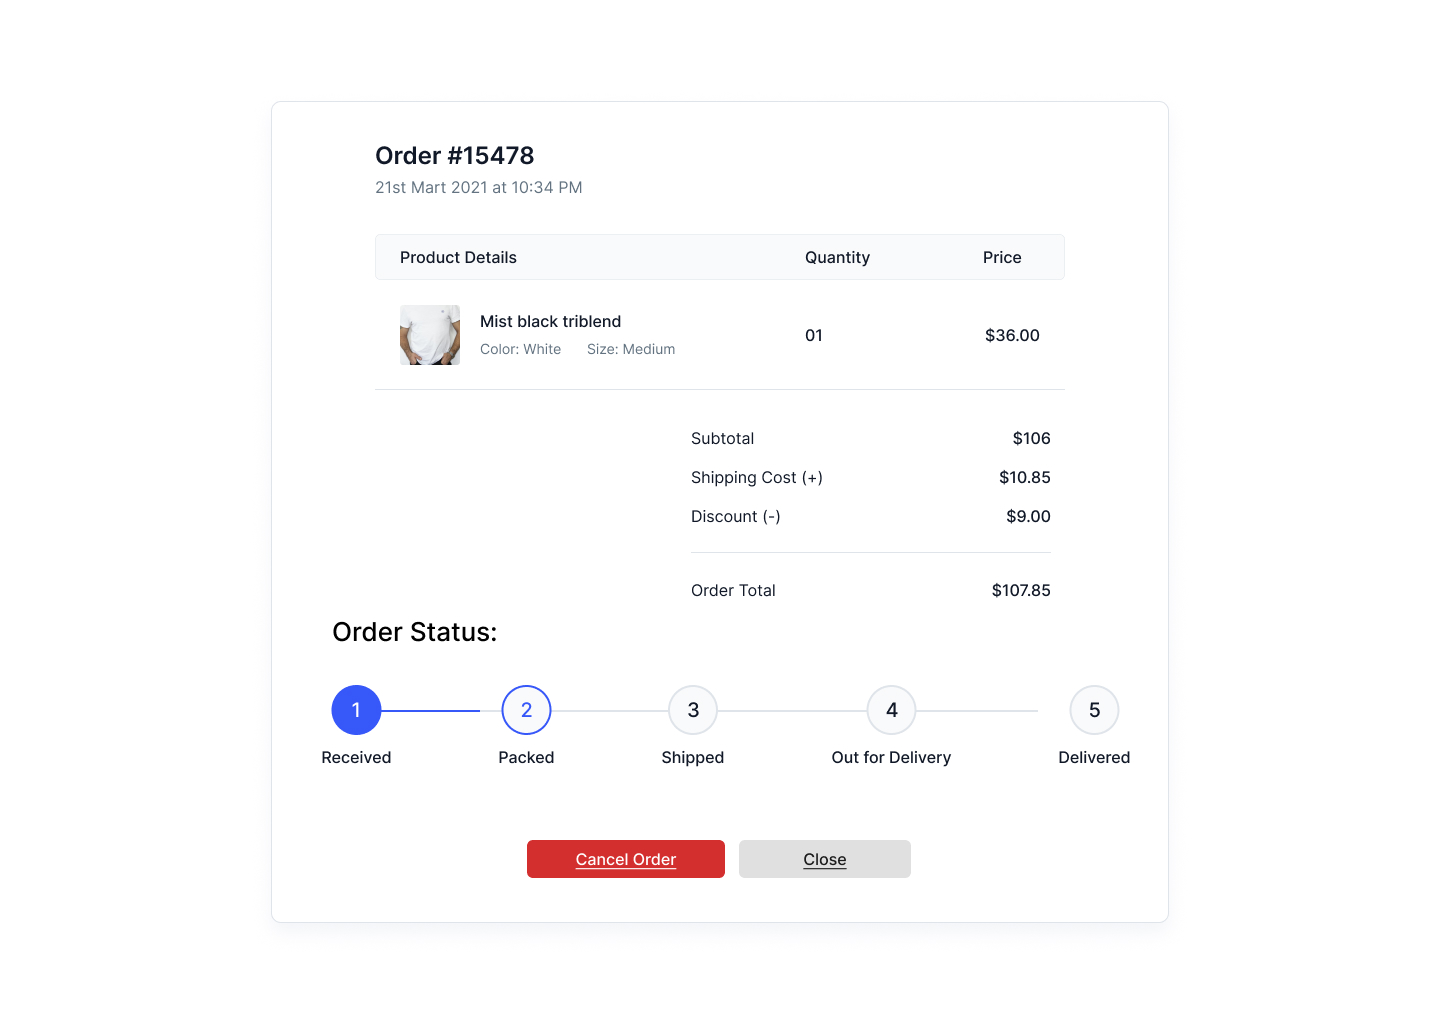 Order #15478
21st Mart 2021 at 10:34 PM
Product Details Quantity Price
Mist black triblend
Color: White Size: Medium
01 $36.00
Subtotal $106
Shipping Cost (+) $10.85
Discount (-) $9.00
Order Total $107.85
Order Status:
1 2 3 4 5
Received Packed Shipped Out for Delivery Delivered
Cancel Order Close